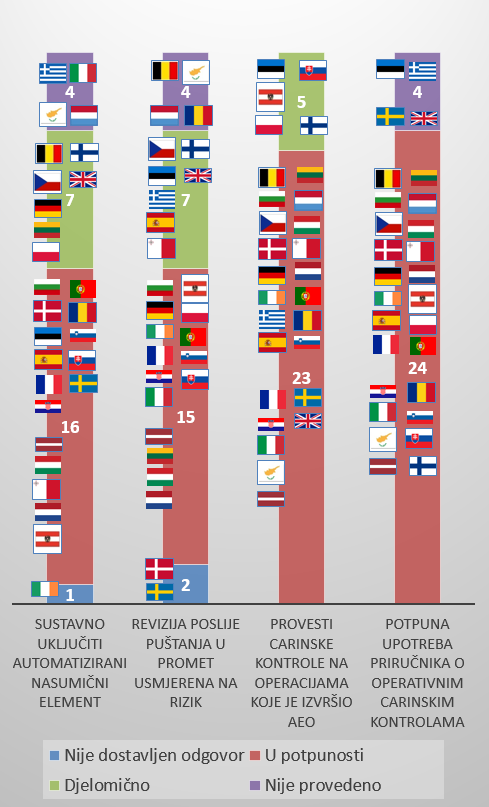 4
7
16
1
4
7
15
2
5
23
4
24
SUSTAVNO
UKLJUČITI
AUTOMATIZIRANI
NASUMIČNI
ELEMENT
REVIZIJA POSLIJE
PUŠTANJA U
PROMET
USMJERENA NA
RIZIK
PROVESTI
CARINSKE
KONTROLE NA
OPERACIJAMA
KOJE JE IZVRŠIO
AEO
POTPUNA
UPOTREBA
PRIRUČNIKA O
OPERATIVNIM
CARINSKIM
KONTROLAMA
Nije dostavljen odgovor
U potpunosti
Djelomično
Nije provedeno